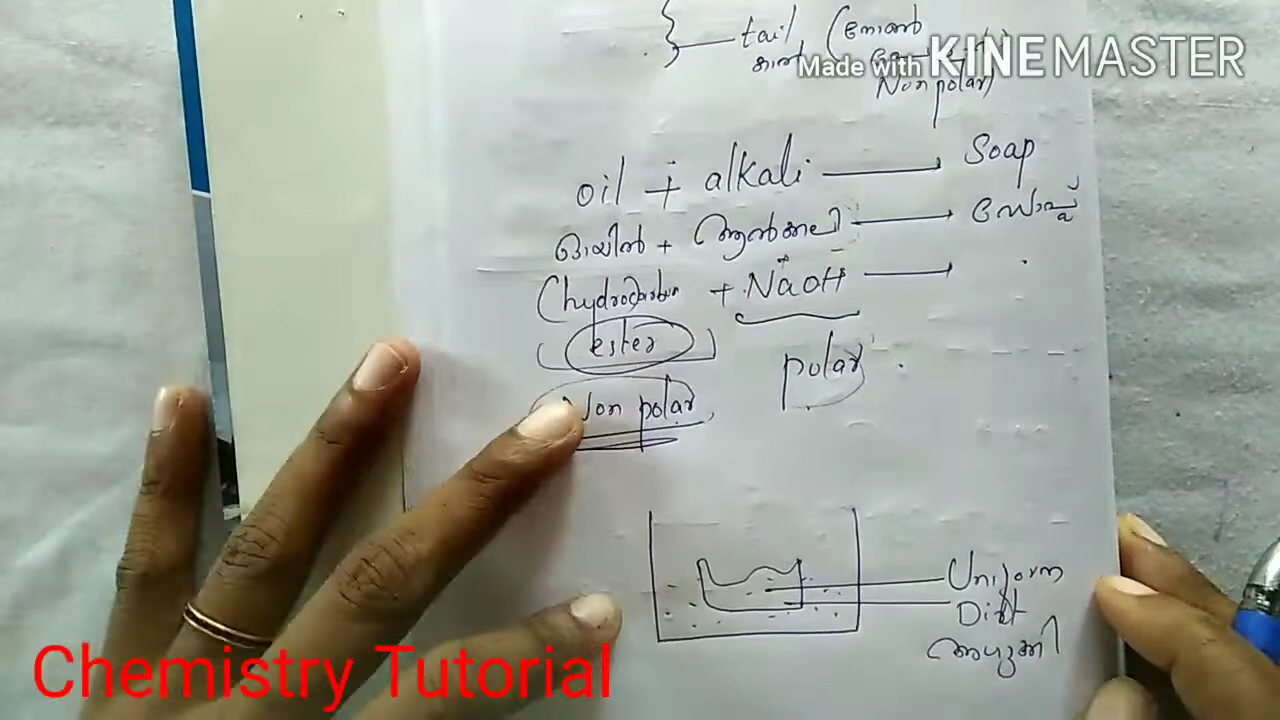 tail (
Made with KINEMASTER
Non polar)
oil + alkali → Soap
ഓയിൽ + ആൽക്കലി → സോപ്പ്
(hydrocarbon + NaOH →
ester
polar
Non polar
Uniform
Dirt
അഴുക്ക്
Chemistry Tutorial